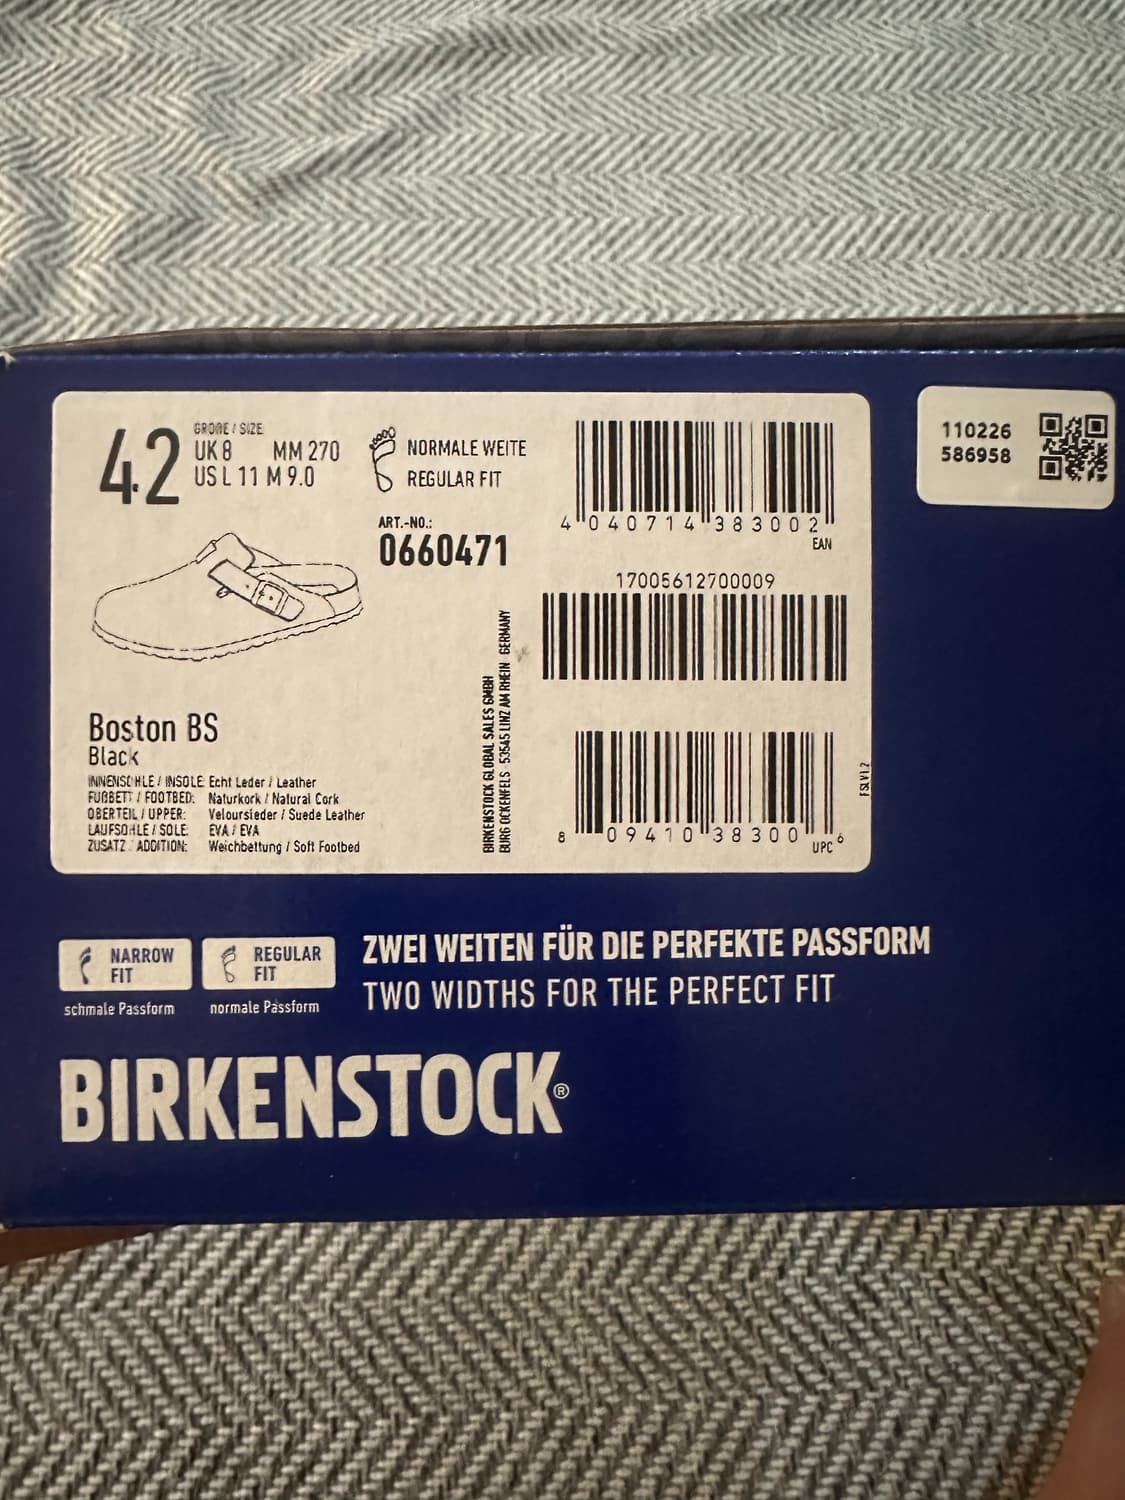 42
GRÖßE / SIZE
UK 8 MM 270
US L 11 M 9.0
NORMALE WEITE
REGULAR FIT
ART.-NO.:
0660471
4 040714 383002
EAN
17005612700009
8 09410 38300 6
UPC
Boston BS
Black
INNENSOHLE / INSOLE: Echt Leder / Leather
FUßBETT / FOOTBED: Naturkork / Natural Cork
OBERTEIL / UPPER: Veloursleder / Suede Leather
LAUFSOHLE / SOLE: EVA / EVA
ZUSATZ / ADDITION: Weichbettung / Soft Footbed
BIRKENSTOCK GLOBAL SALES GMBH
BURG OCKENFELS - 53545 LINZ AM RHEIN GERMANY
110226
586958
NARROW
FIT
schmale Passform
REGULAR
FIT
normale Passform
ZWEI WEITEN FÜR DIE PERFEKTE PASSFORM
TWO WIDTHS FOR THE PERFECT FIT
BIRKENSTOCK®